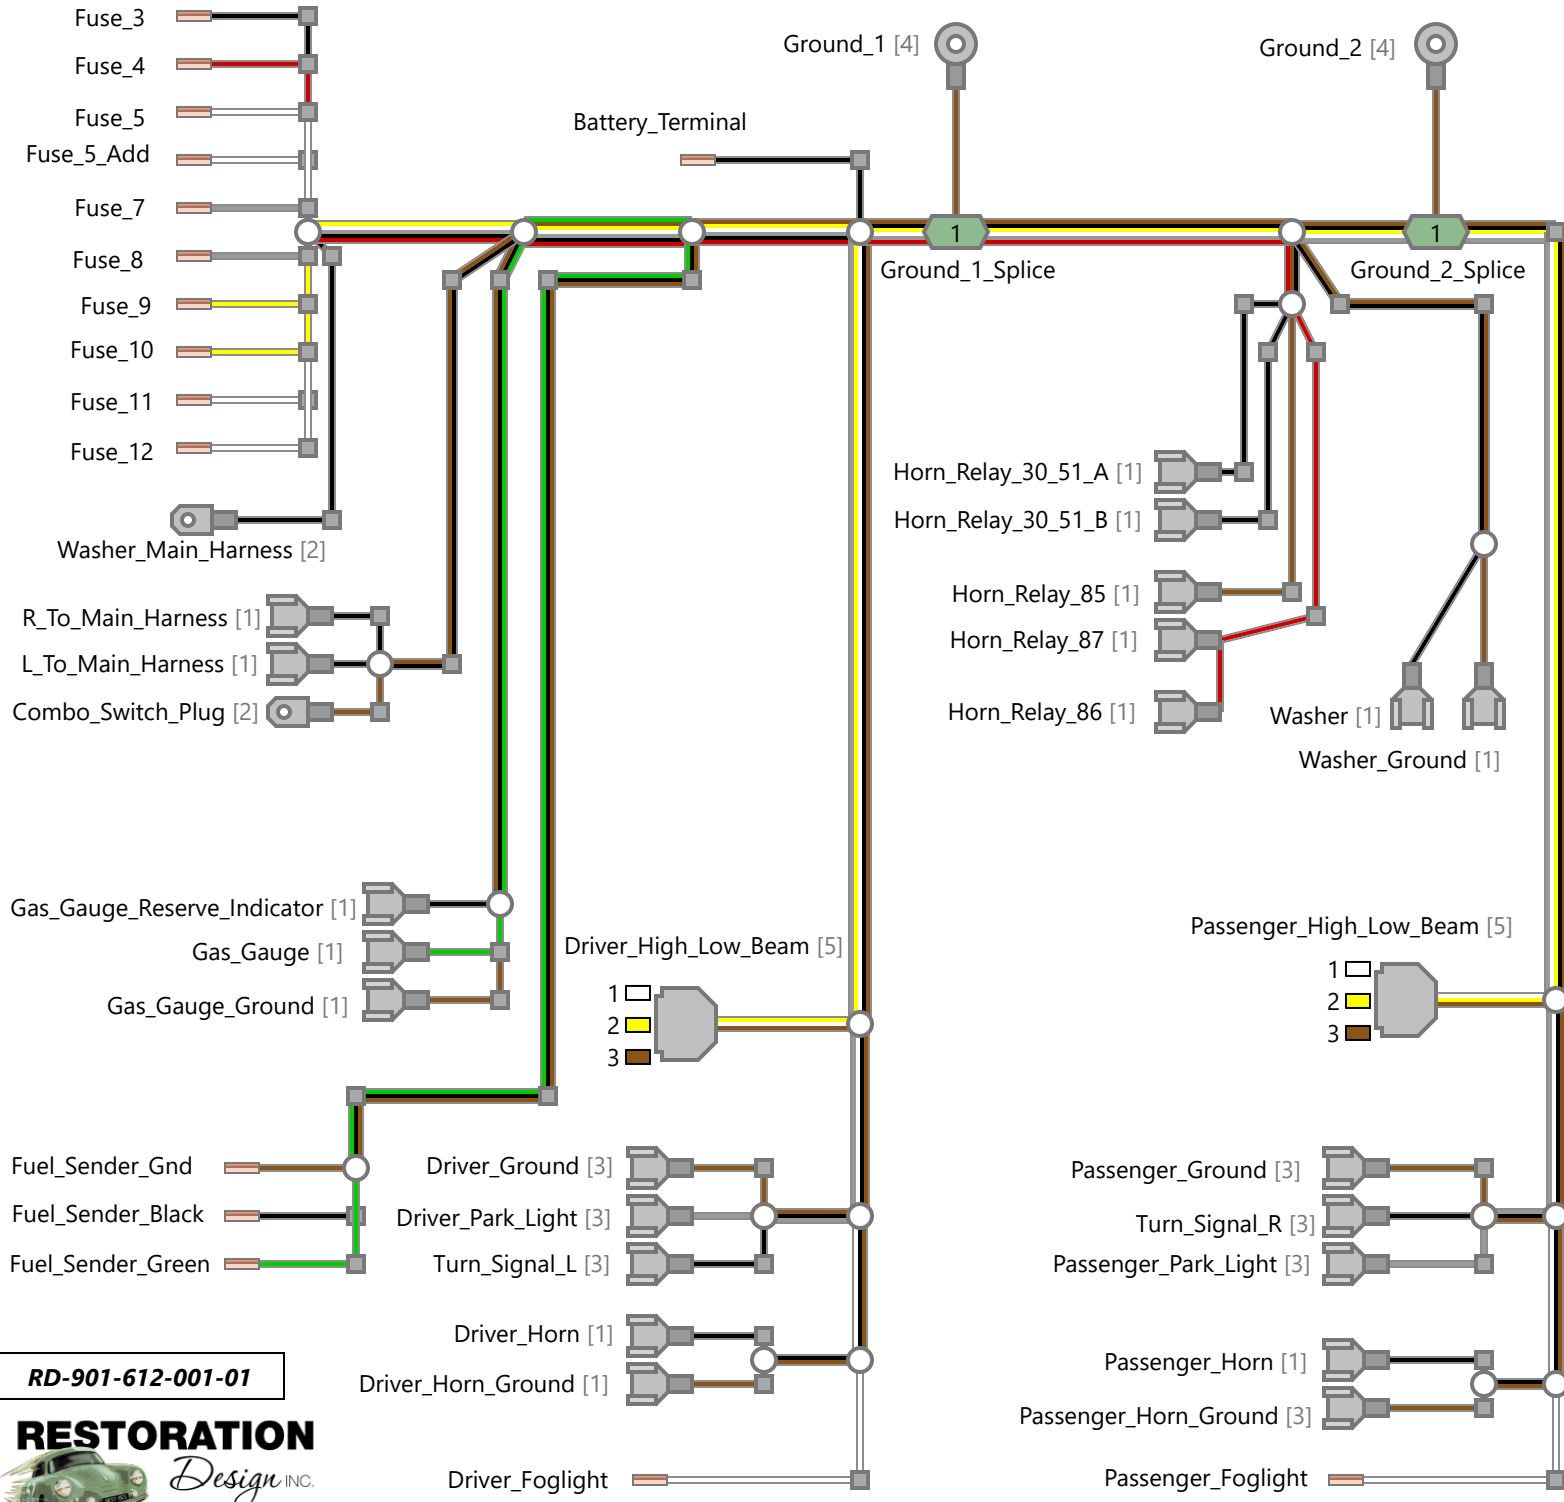 Fuse_3
Fuse_4
Fuse_5
Fuse_5_Add
Fuse_7
Fuse_8
Fuse_9
Fuse_10
Fuse_11
Fuse_12
Washer_Main_Harness [2]
R_To_Main_Harness [1]
L_To_Main_Harness [1]
Combo_Switch_Plug [2]
Gas_Gauge_Reserve_Indicator [1]
Gas_Gauge [1]
Gas_Gauge_Ground [1]
Fuel_Sender_Gnd
Fuel_Sender_Black
Fuel_Sender_Green
RD-901-612-001-01
RESTORATION
Design INC.
Battery_Terminal
Ground_1 [4]
1
Ground_1_Splice
Ground_2 [4]
1
Ground_2_Splice
Horn_Relay_30_51_A [1]
Horn_Relay_30_51_B [1]
Horn_Relay_85 [1]
Horn_Relay_87 [1]
Horn_Relay_86 [1]
Washer [1]
Washer_Ground [1]
Driver_High_Low_Beam [5]
1
2
3
Driver_Ground [3]
Driver_Park_Light [3]
Turn_Signal_L [3]
Driver_Horn [1]
Driver_Horn_Ground [1]
Driver_Foglight
Passenger_High_Low_Beam [5]
1
2
3
Passenger_Ground [3]
Turn_Signal_R [3]
Passenger_Park_Light [3]
Passenger_Horn [1]
Passenger_Horn_Ground [3]
Passenger_Foglight